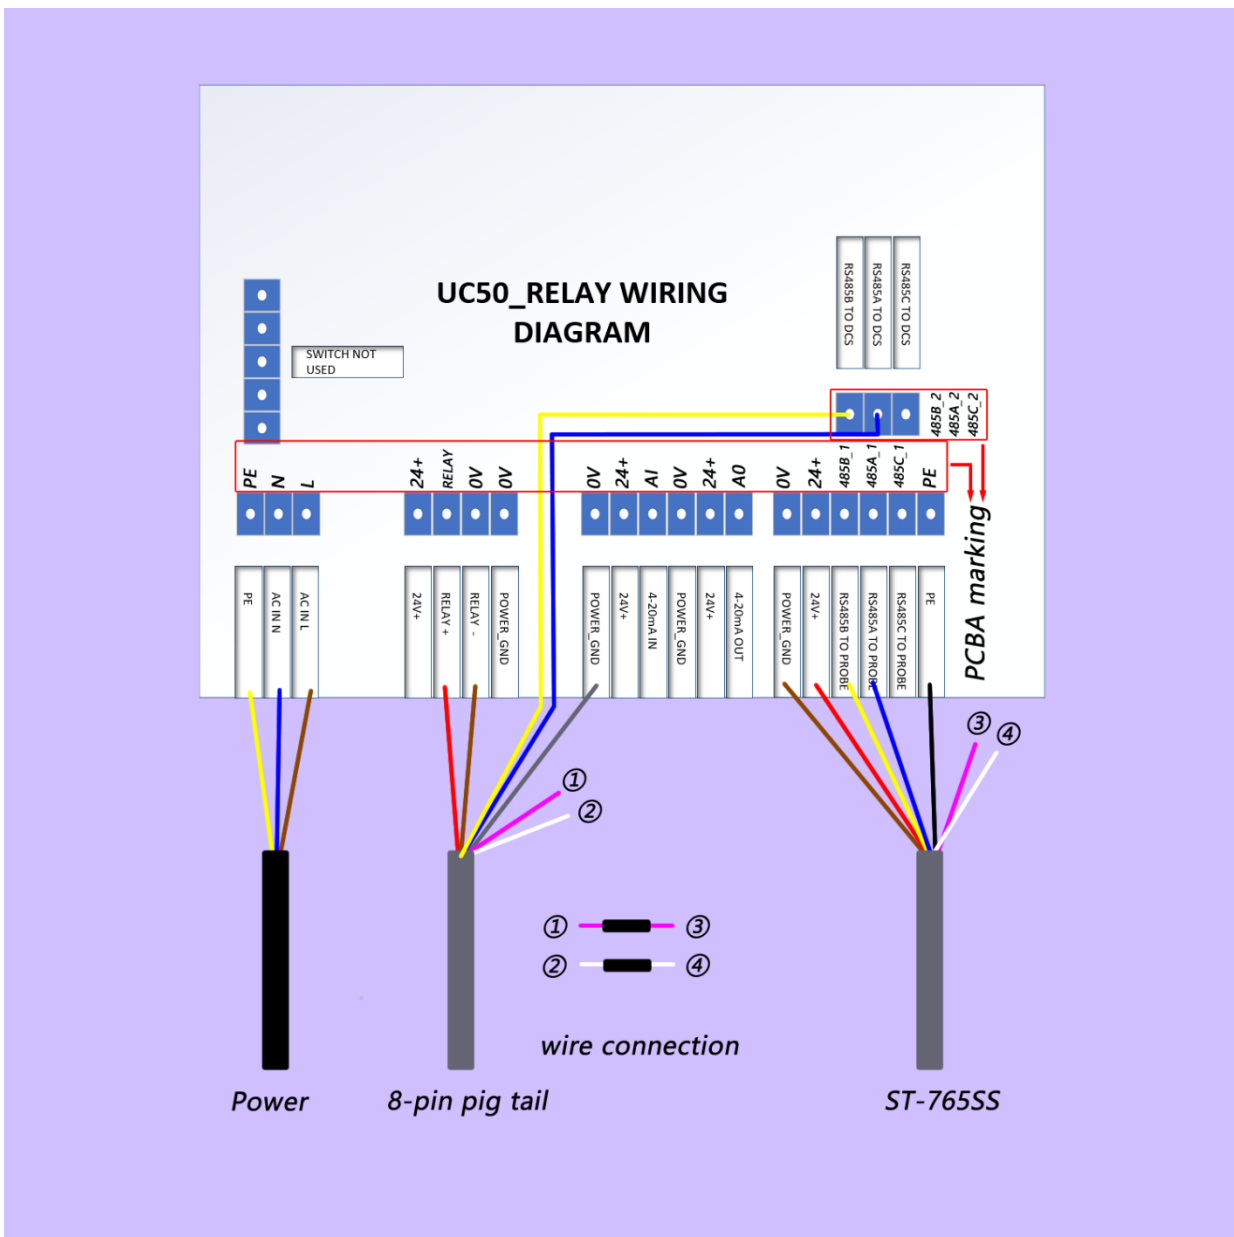 RS485B TO DCS
RS485A TO DCS
RS485C TO DCS
UC50_RELAY WIRING
DIAGRAM
SWITCH NOT
USED
485B_2
485A_2
485C_2
PE
N
L
24+
RELAY
0V
0V
0V
24+
AI
0V
24+
A0
0V
24+
485B_1
485A_1
485C_1
PE
PCBA marking
PE
AC IN N
AC IN L
24V+
RELAY +
RELAY -
POWER_GND
POWER_GND
24V+
4-20mA IN
POWER_GND
24V+
4-20mA OUT
POWER_GND
24V+
RS485B TO PROBE
RS485A TO PROBE
RS485C TO PROBE
PE
③
④
①
②
① ③
② ④
wire connection
Power
8-pin pig tail
ST-765SS